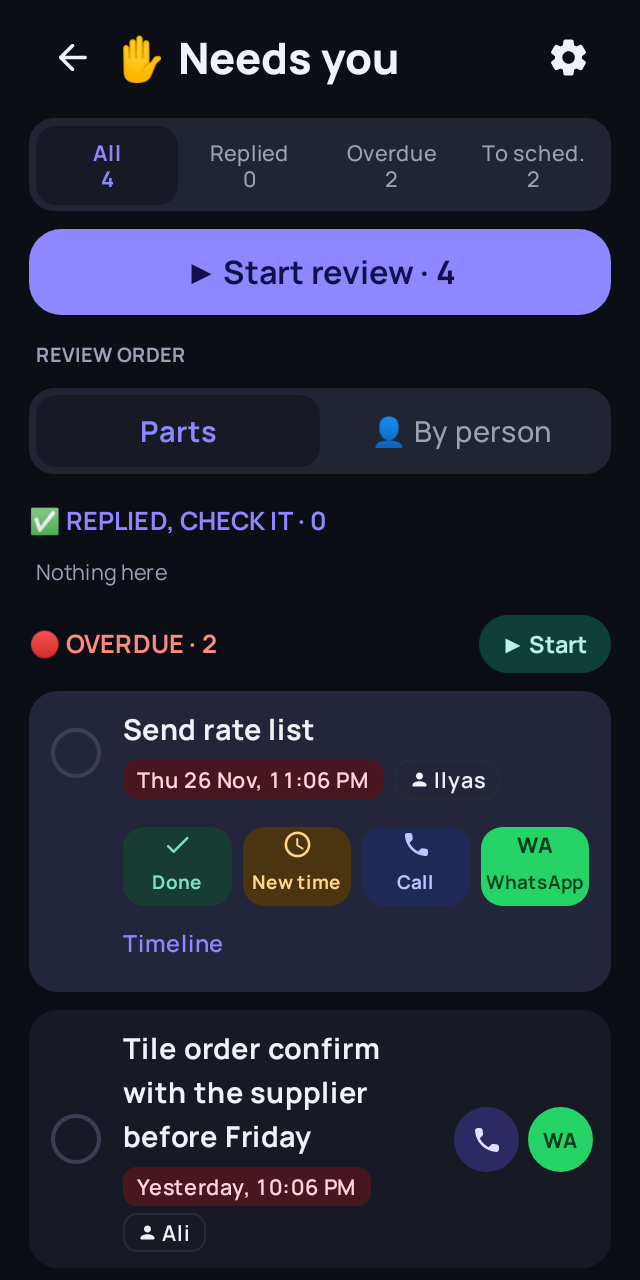 Needs you
All
4
Replied
0
Overdue
2
To sched.
2
▶ Start review · 4
REVIEW ORDER
Parts
By person
REPLIED, CHECK IT · 0
Nothing here
OVERDUE · 2
▶ Start
Send rate list
Thu 26 Nov, 11:06 PM
Ilyas
Done
New time
Call
WA
WhatsApp
Timeline
Tile order confirm
with the supplier
before Friday
WA
Yesterday, 10:06 PM
Ali